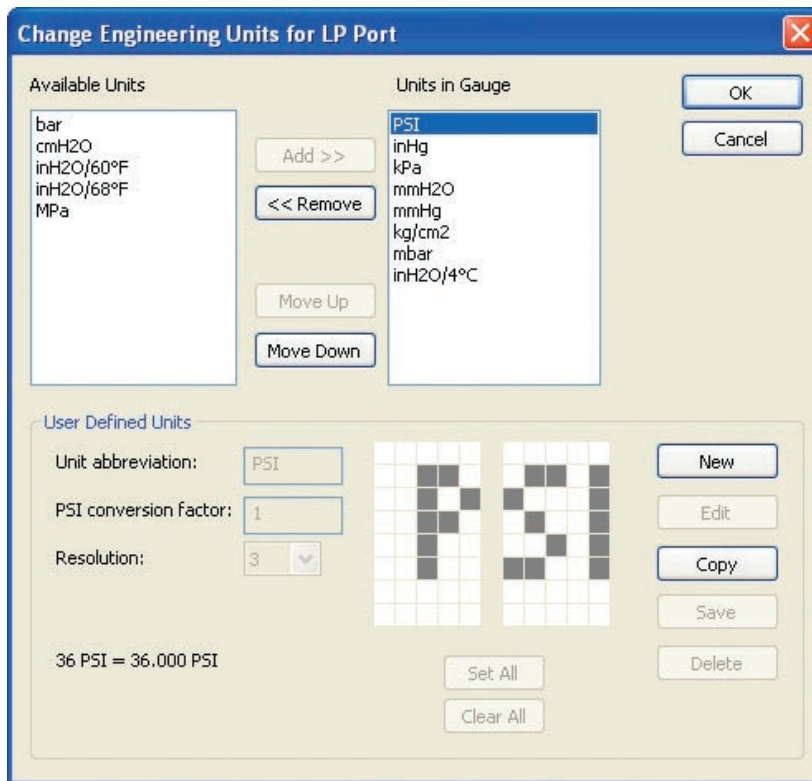 Change Engineering Units for LP Port
Available Units
bar
cmH2O
inH2O/60°F
inH2O/68°F
MPa
Add >>
<< Remove
Move Up
Move Down
Units in Gauge
PSI
inHg
kPa
mmH2O
mmHg
kg/cm2
mbar
inH2O/4°C
OK
Cancel
User Defined Units
Unit abbreviation: PSI
PSI conversion factor: 1
Resolution: 3
36 PSI = 36.000 PSI
PSI
Set All
Clear All
New
Edit
Copy
Save
Delete